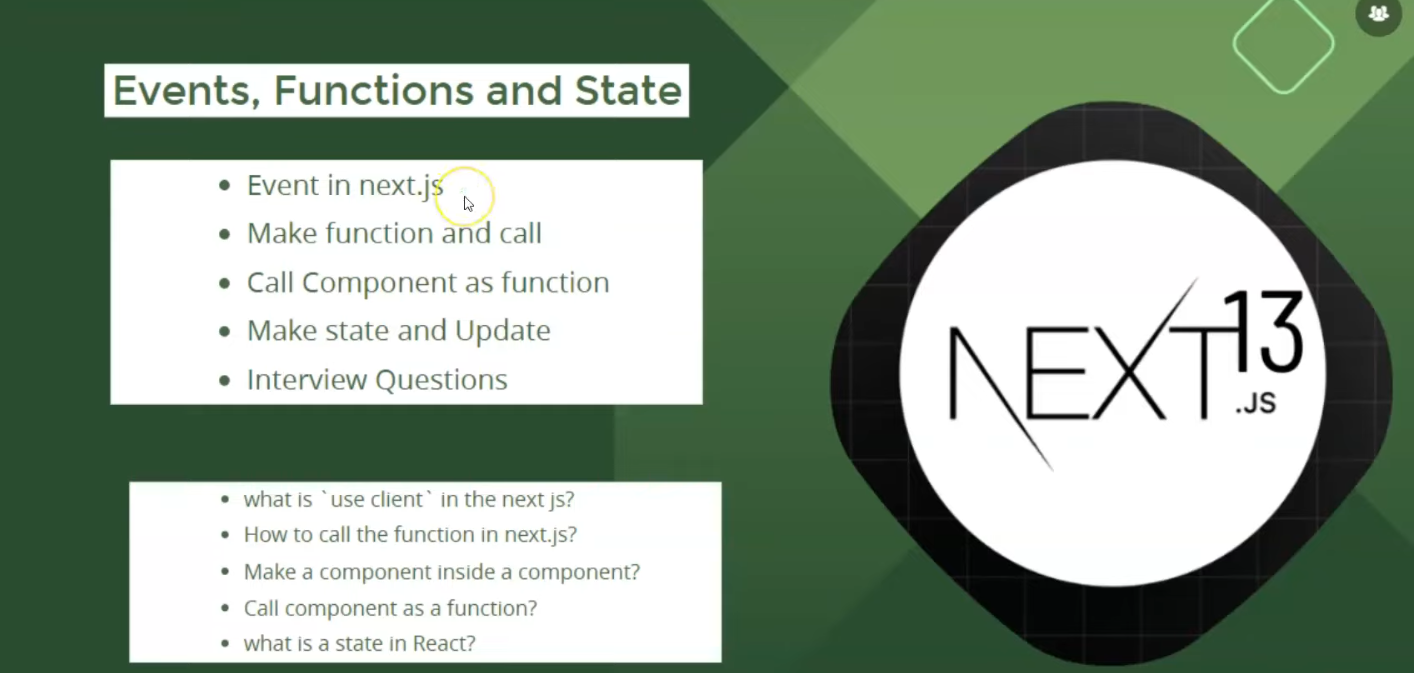 Events, Functions and State
Event in next.js
Make function and call
Call Component as function
Make state and Update
Interview Questions
what is `use client` in the next js?
How to call the function in next.js?
Make a component inside a component?
Call component as a function?
what is a state in React?
NEXT13
.JS